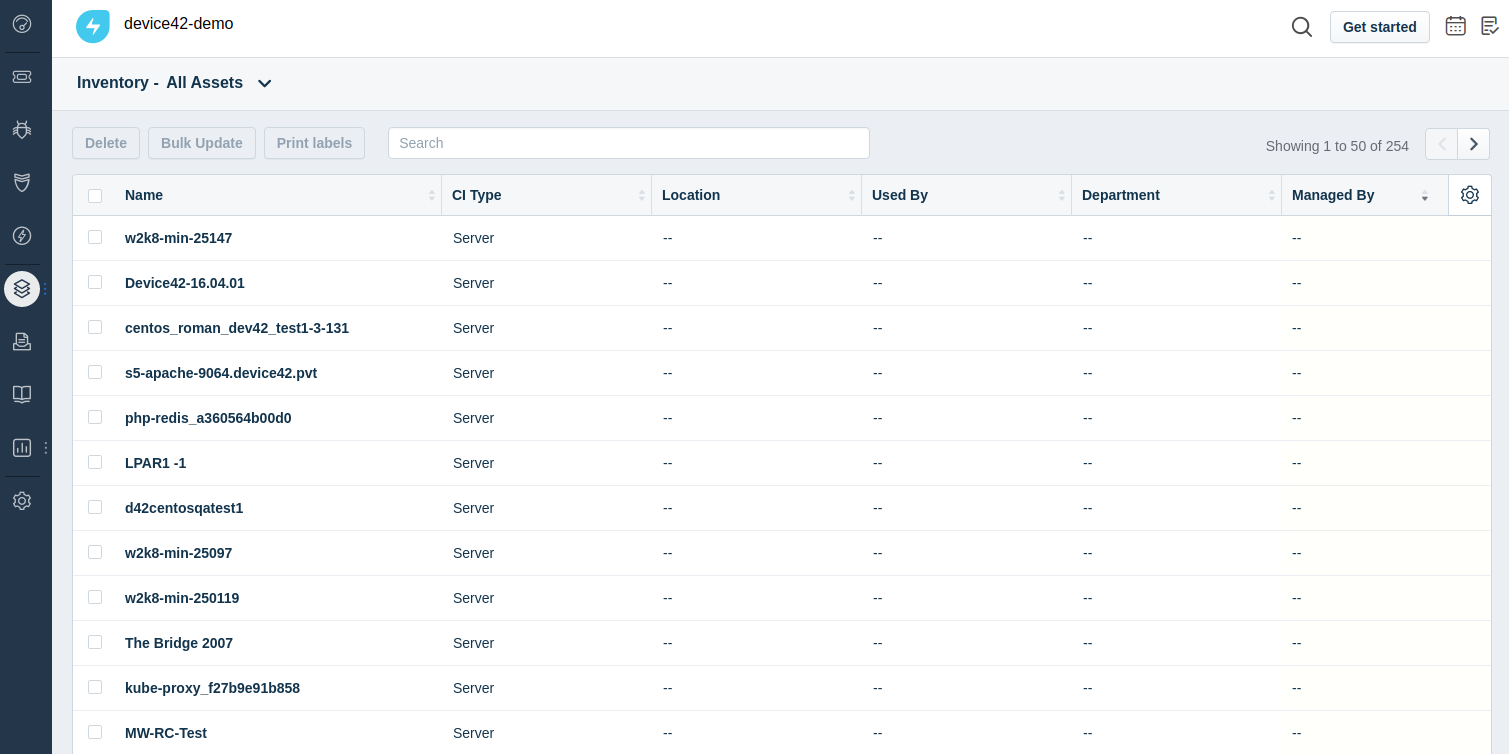 device42-demo
Get started
Inventory - All Assets
Delete Bulk Update Print labels Search Showing 1 to 50 of 254
Name CI Type Location Used By Department Managed By
w2k8-min-25147 Server -- -- -- --
Device42-16.04.01 Server -- -- -- --
centos_roman_dev42_test1-3-131 Server -- -- -- --
s5-apache-9064.device42.pvt Server -- -- -- --
php-redis_a360564b00d0 Server -- -- -- --
LPAR1 -1 Server -- -- -- --
d42centosqatest1 Server -- -- -- --
w2k8-min-25097 Server -- -- -- --
w2k8-min-250119 Server -- -- -- --
The Bridge 2007 Server -- -- -- --
kube-proxy_f27b9e91b858 Server -- -- -- --
MW-RC-Test Server -- -- -- --